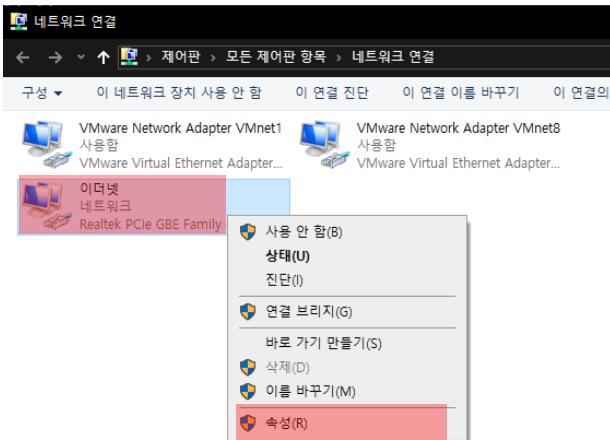 네트워크 연결
제어판 › 모든 제어판 항목 › 네트워크 연결
구성 이 네트워크 장치 사용 안 함 이 연결 진단 이 연결 이름 바꾸기 이 연결의
VMware Network Adapter VMnet1
사용함
VMware Virtual Ethernet Adapter...
VMware Network Adapter VMnet8
사용함
VMware Virtual Ethernet Adapter...
이더넷
네트워크
Realtek PCIe GBE Family
사용 안 함(B)
상태(U)
진단(I)
연결 브리지(G)
바로 가기 만들기(S)
삭제(D)
이름 바꾸기(M)
속성(R)